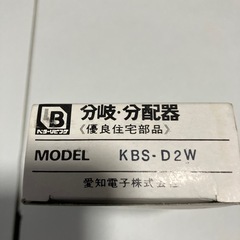 BL
ベターリビング
分岐・分配器
《優良住宅部品》
MODEL KBS-D2W
愛知電子株式会社